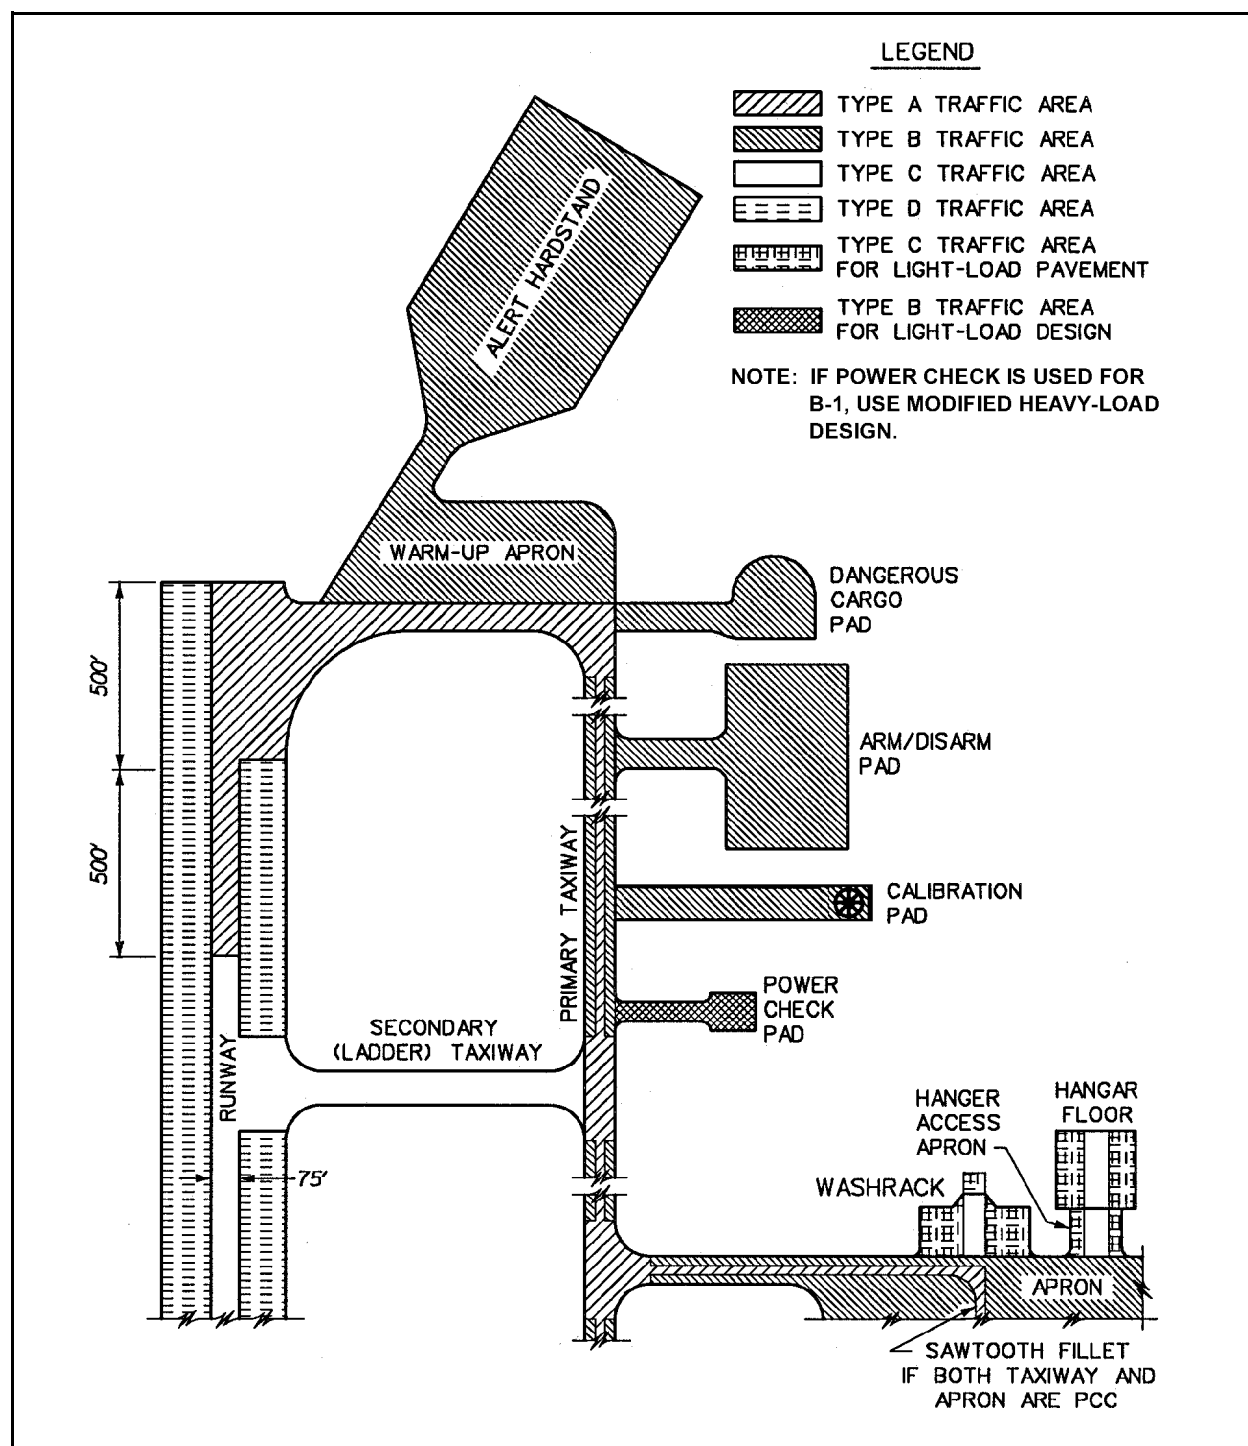 LEGEND
TYPE A TRAFFIC AREA
TYPE B TRAFFIC AREA
TYPE C TRAFFIC AREA
TYPE D TRAFFIC AREA
TYPE C TRAFFIC AREA
FOR LIGHT-LOAD PAVEMENT
TYPE B TRAFFIC AREA
FOR LIGHT-LOAD DESIGN
NOTE: IF POWER CHECK IS USED FOR
B-1, USE MODIFIED HEAVY-LOAD
DESIGN.
ALERT HARDSTAND
WARM-UP APRON
DANGEROUS
CARGO
PAD
500'
ARM/DISARM
PAD
500'
PRIMARY TAXIWAY
CALIBRATION
PAD
POWER
CHECK
PAD
SECONDARY
(LADDER) TAXIWAY
RUNWAY
75'
HANGER
ACCESS
APRON
HANGAR
FLOOR
WASHRACK
APRON
SAWTOOTH FILLET
IF BOTH TAXIWAY AND
APRON ARE PCC